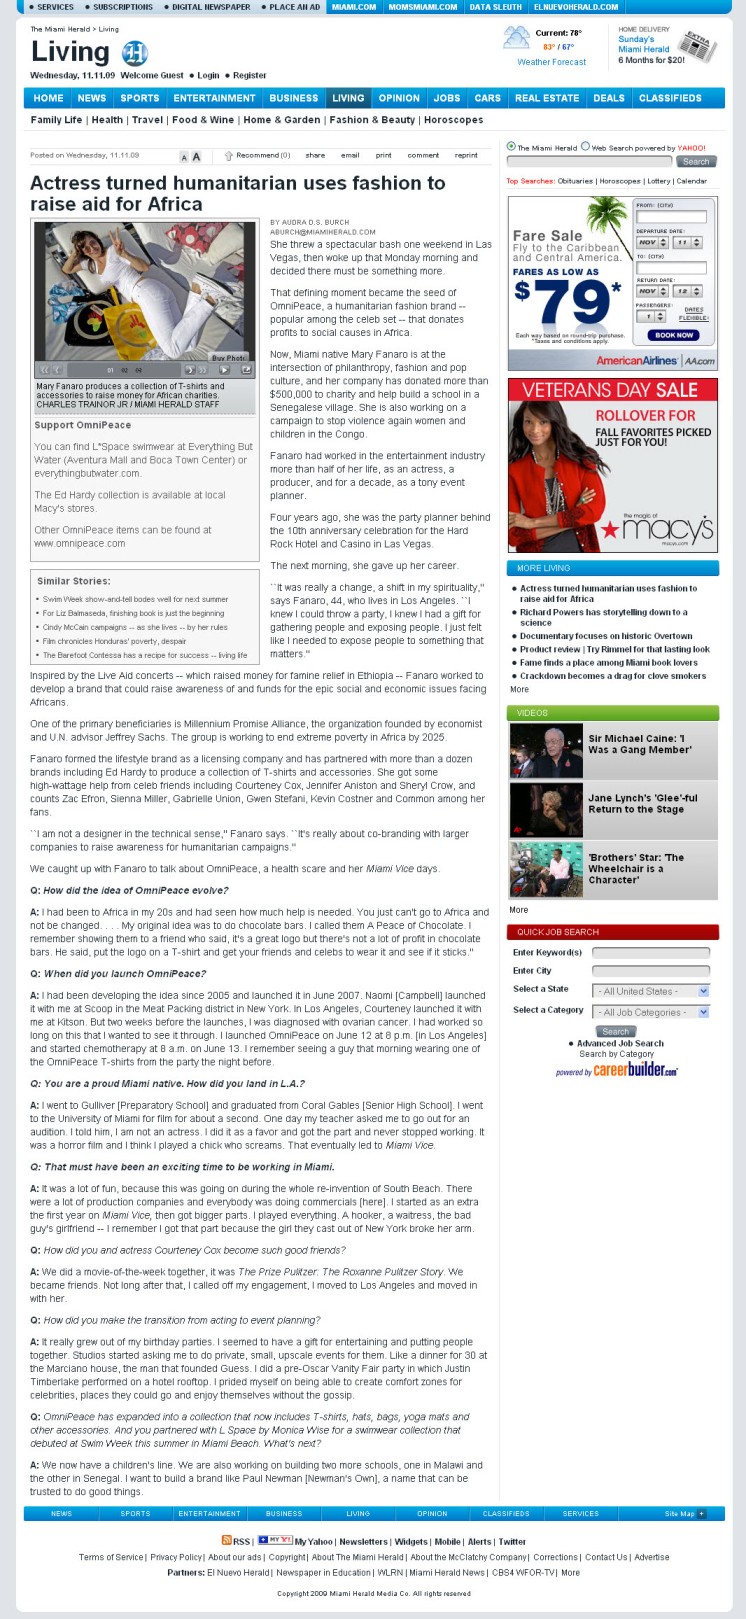 SERVICES • SUBSCRIPTIONS • DIGITAL NEWSPAPER • PLACE AN AD MIAMI.COM MOMSMIAMI.COM DATA SLEUTH ELNUEVOHERALD.COM
The Miami Herald > Living
Living
Wednesday, 11.11.09 Welcome Guest • Login • Register
Current: 78°
83° / 67°
Weather Forecast
HOME DELIVERY
Sunday's
Miami Herald
6 Months for $20!
EXTRA
HOME NEWS SPORTS ENTERTAINMENT BUSINESS LIVING OPINION JOBS CARS REAL ESTATE DEALS CLASSIFIEDS
Family Life | Health | Travel | Food & Wine | Home & Garden | Fashion & Beauty | Horoscopes
Posted on Wednesday, 11.11.09
A A Recommend (0) share email print comment reprint
Actress turned humanitarian uses fashion to
raise aid for Africa
Buy Photo
01 02 03
Mary Fanaro produces a collection of T-shirts and
accessories to raise money for African charities.
CHARLES TRAINOR JR / MIAMI HERALD STAFF
Support OmniPeace
You can find L*Space swimwear at Everything But
Water (Aventura Mall and Boca Town Center) or
everythingbutwater.com.
The Ed Hardy collection is available at local
Macy's stores.
Other OmniPeace items can be found at
www.omnipeace.com
Similar Stories:
• Swim Week show-and-tell bodes well for next summer
• For Liz Balmaseda, finishing book is just the beginning
• Cindy McCain campaigns -- as she lives -- by her rules
• Film chronicles Honduras' poverty, despair
• The Barefoot Contessa has a recipe for success -- living life
BY AUDRA D.S. BURCH
ABURCH@MIAMIHERALD.COM
She threw a spectacular bash one weekend in Las
Vegas, then woke up that Monday morning and
decided there must be something more.
That defining moment became the seed of
OmniPeace, a humanitarian fashion brand --
popular among the celeb set -- that donates
profits to social causes in Africa.
Now, Miami native Mary Fanaro is at the
intersection of philanthropy, fashion and pop
culture, and her company has donated more than
$500,000 to charity and help build a school in a
Senegalese village. She is also working on a
campaign to stop violence again women and
children in the Congo.
Fanaro had worked in the entertainment industry
more than half of her life, as an actress, a
producer, and for a decade, as a tony event
planner.
Four years ago, she was the party planner behind
the 10th anniversary celebration for the Hard
Rock Hotel and Casino in Las Vegas.
The next morning, she gave up her career.
``It was really a change, a shift in my spirituality,''
says Fanaro, 44, who lives in Los Angeles. ``I
knew I could throw a party, I knew I had a gift for
gathering people and exposing people. I just felt
like I needed to expose people to something that
matters.''
Inspired by the Live Aid concerts -- which raised money for famine relief in Ethiopia -- Fanaro worked to
develop a brand that could raise awareness of and funds for the epic social and economic issues facing
Africans.
One of the primary beneficiaries is Millennium Promise Alliance, the organization founded by economist
and U.N. advisor Jeffrey Sachs. The group is working to end extreme poverty in Africa by 2025.
Fanaro formed the lifestyle brand as a licensing company and has partnered with more than a dozen
brands including Ed Hardy to produce a collection of T-shirts and accessories. She got some
high-wattage help from celeb friends including Courteney Cox, Jennifer Aniston and Sheryl Crow, and
counts Zac Efron, Sienna Miller, Gabrielle Union, Gwen Stefani, Kevin Costner and Common among her
fans.
``I am not a designer in the technical sense,'' Fanaro says. ``It's really about co-branding with larger
companies to raise awareness for humanitarian campaigns.''
We caught up with Fanaro to talk about OmniPeace, a health scare and her Miami Vice days.
Q: How did the idea of OmniPeace evolve?
A: I had been to Africa in my 20s and had seen how much help is needed. You just can't go to Africa and
not be changed. . . . My original idea was to do chocolate bars. I called them A Peace of Chocolate. I
remember showing them to a friend who said, it's a great logo but there's not a lot of profit in chocolate
bars. He said, put the logo on a T-shirt and get your friends and celebs to wear it and see if it sticks.''
Q: When did you launch OmniPeace?
A: I had been developing the idea since 2005 and launched it in June 2007. Naomi [Campbell] launched
it with me at Scoop in the Meat Packing district in New York. In Los Angeles, Courteney launched it with
me at Kitson. But two weeks before the launches, I was diagnosed with ovarian cancer. I had worked so
long on this that I wanted to see it through. I launched OmniPeace on June 12 at 8 p.m. [in Los Angeles]
and started chemotherapy at 8 a.m. on June 13. I remember seeing a guy that morning wearing one of
the OmniPeace T-shirts from the party the night before.
Q: You are a proud Miami native. How did you land in L.A.?
A: I went to Gulliver [Preparatory School] and graduated from Coral Gables [Senior High School]. I went
to the University of Miami for film for about a second. One day my teacher asked me to go out for an
audition. I told him, I am not an actress. I did it as a favor and got the part and never stopped working. It
was a horror film and I think I played a chick who screams. That eventually led to Miami Vice.
Q: That must have been an exciting time to be working in Miami.
A: It was a lot of fun, because this was going on during the whole re-invention of South Beach. There
were a lot of production companies and everybody was doing commercials [here]. I started as an extra
the first year on Miami Vice, then got bigger parts. I played everything. A hooker, a waitress, the bad
guy's girlfriend -- I remember I got that part because the girl they cast out of New York broke her arm.
Q: How did you and actress Courteney Cox become such good friends?
A: We did a movie-of-the-week together, it was The Prize Pulitzer: The Roxanne Pulitzer Story. We
became friends. Not long after that, I called off my engagement, I moved to Los Angeles and moved in
with her.
Q: How did you make the transition from acting to event planning?
A: It really grew out of my birthday parties. I seemed to have a gift for entertaining and putting people
together. Studios started asking me to do private, small, upscale events for them. Like a dinner for 30 at
the Marciano house, the man that founded Guess. I did a pre-Oscar Vanity Fair party in which Justin
Timberlake performed on a hotel rooftop. I prided myself on being able to create comfort zones for
celebrities, places they could go and enjoy themselves without the gossip.
Q: OmniPeace has expanded into a collection that now includes T-shirts, hats, bags, yoga mats and
other accessories. And you partnered with L Space by Monica Wise for a swimwear collection that
debuted at Swim Week this summer in Miami Beach. What's next?
A: We now have a children's line. We are also working on building two more schools, one in Malawi and
the other in Senegal. I want to build a brand like Paul Newman [Newman's Own], a name that can be
trusted to do good things.
The Miami Herald Web Search powered by YAHOO!
Search
Top Searches: Obituaries | Horoscopes | Lottery | Calendar
Fare Sale
Fly to the Caribbean
and Central America.
FARES AS LOW AS
$79*
Each way based on round-trip purchase.
*Taxes and conditions apply.
FROM: (CITY)
DEPARTURE DATE:
NOV 11
TO: (CITY)
RETURN DATE:
NOV 12
PASSENGERS:
1 DATES
FLEXIBLE?
BOOK NOW
AmericanAirlines | AA.com
VETERANS DAY SALE
ROLLOVER FOR
FALL FAVORITES PICKED
JUST FOR YOU!
the magic of
macy's
macys.com
MORE LIVING
• Actress turned humanitarian uses fashion to
raise aid for Africa
• Richard Powers has storytelling down to a
science
• Documentary focuses on historic Overtown
• Product review | Try Rimmel for that lasting look
• Fame finds a place among Miami book lovers
• Crackdown becomes a drag for clove smokers
More
VIDEOS
Sir Michael Caine: 'I
Was a Gang Member'
Jane Lynch's 'Glee'-ful
Return to the Stage
'Brothers' Star: 'The
Wheelchair is a
Character'
More
QUICK JOB SEARCH
Enter Keyword(s)
Enter City
Select a State - All United States -
Select a Category - All Job Categories -
Search
• Advanced Job Search
Search by Category
powered by careerbuilder.com
NEWS SPORTS ENTERTAINMENT BUSINESS LIVING OPINION CLASSIFIEDS SERVICES Site Map +
RSS | MY Y! My Yahoo | Newsletters | Widgets | Mobile | Alerts | Twitter
Terms of Service | Privacy Policy | About our ads | Copyright | About The Miami Herald | About the McClatchy Company | Corrections | Contact Us | Advertise
Partners: El Nuevo Herald | Newspaper in Education | WLRN | Miami Herald News | CBS4 WFOR-TV | More
Copyright 2009 Miami Herald Media Co. All rights reserved